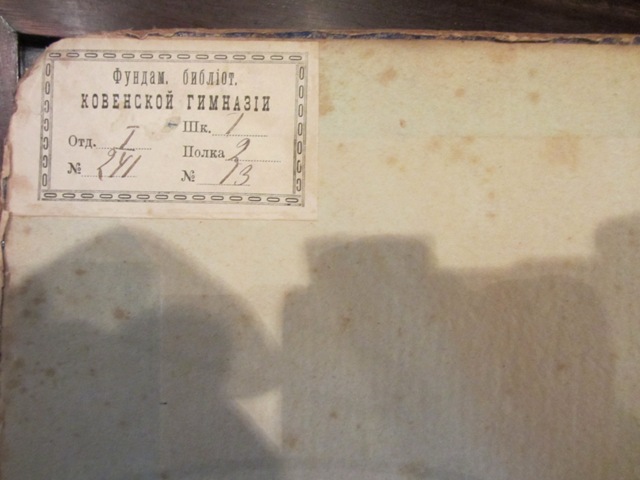 Фундам. библіот.
КОВЕНСКОЙ ГИМНАЗІИ
Отд. I Шк. 1
№ 241 Полка 2
№ 13